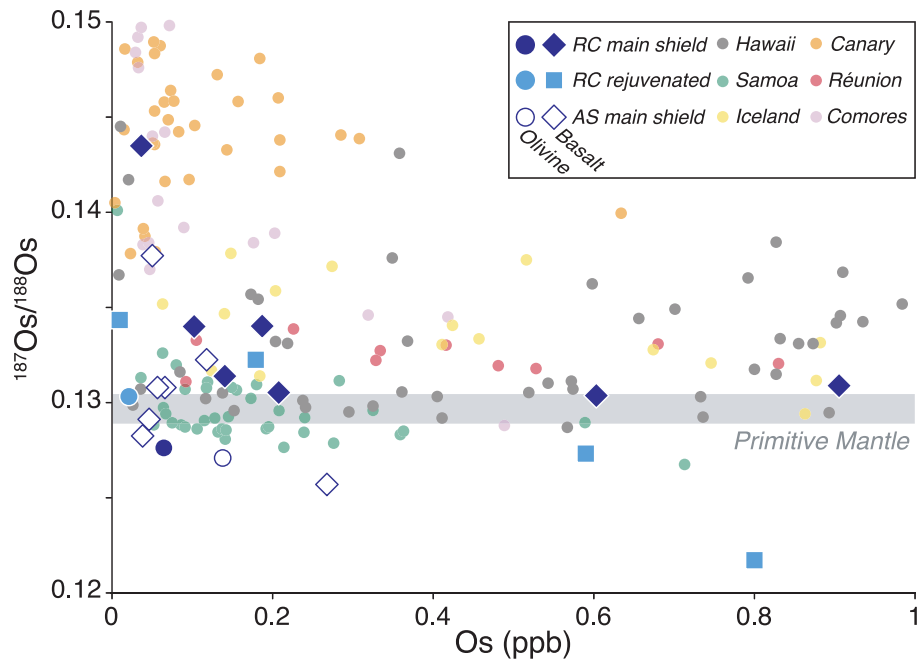 0.15
0.14
0.13
0.12
¹⁸⁷Os/¹⁸⁸Os
RC main shield Hawaii Canary
RC rejuvenated Samoa Réunion
AS main shield Iceland Comores
Olivine
Basalt
Primitive Mantle
0 0.2 0.4 0.6 0.8 1
Os (ppb)